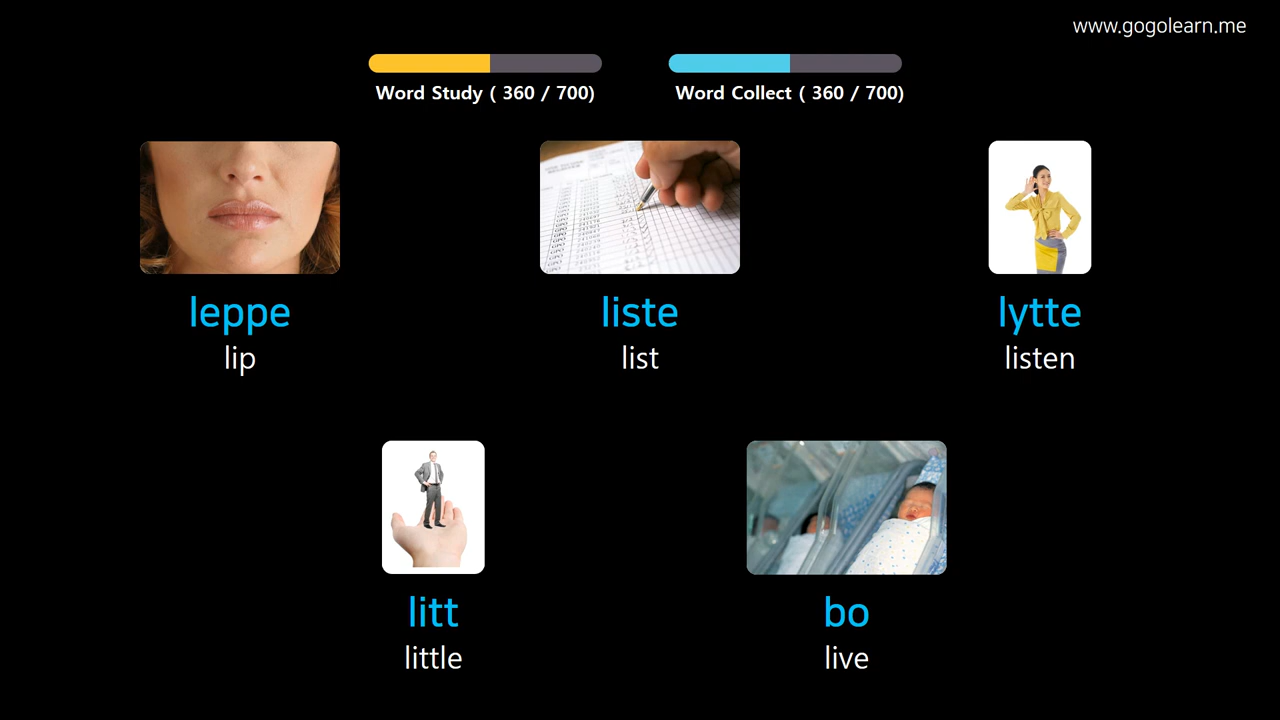 www.gogolearn.me
Word Study ( 360 / 700)
Word Collect ( 360 / 700)
leppe
lip
liste
list
lytte
listen
litt
little
bo
live